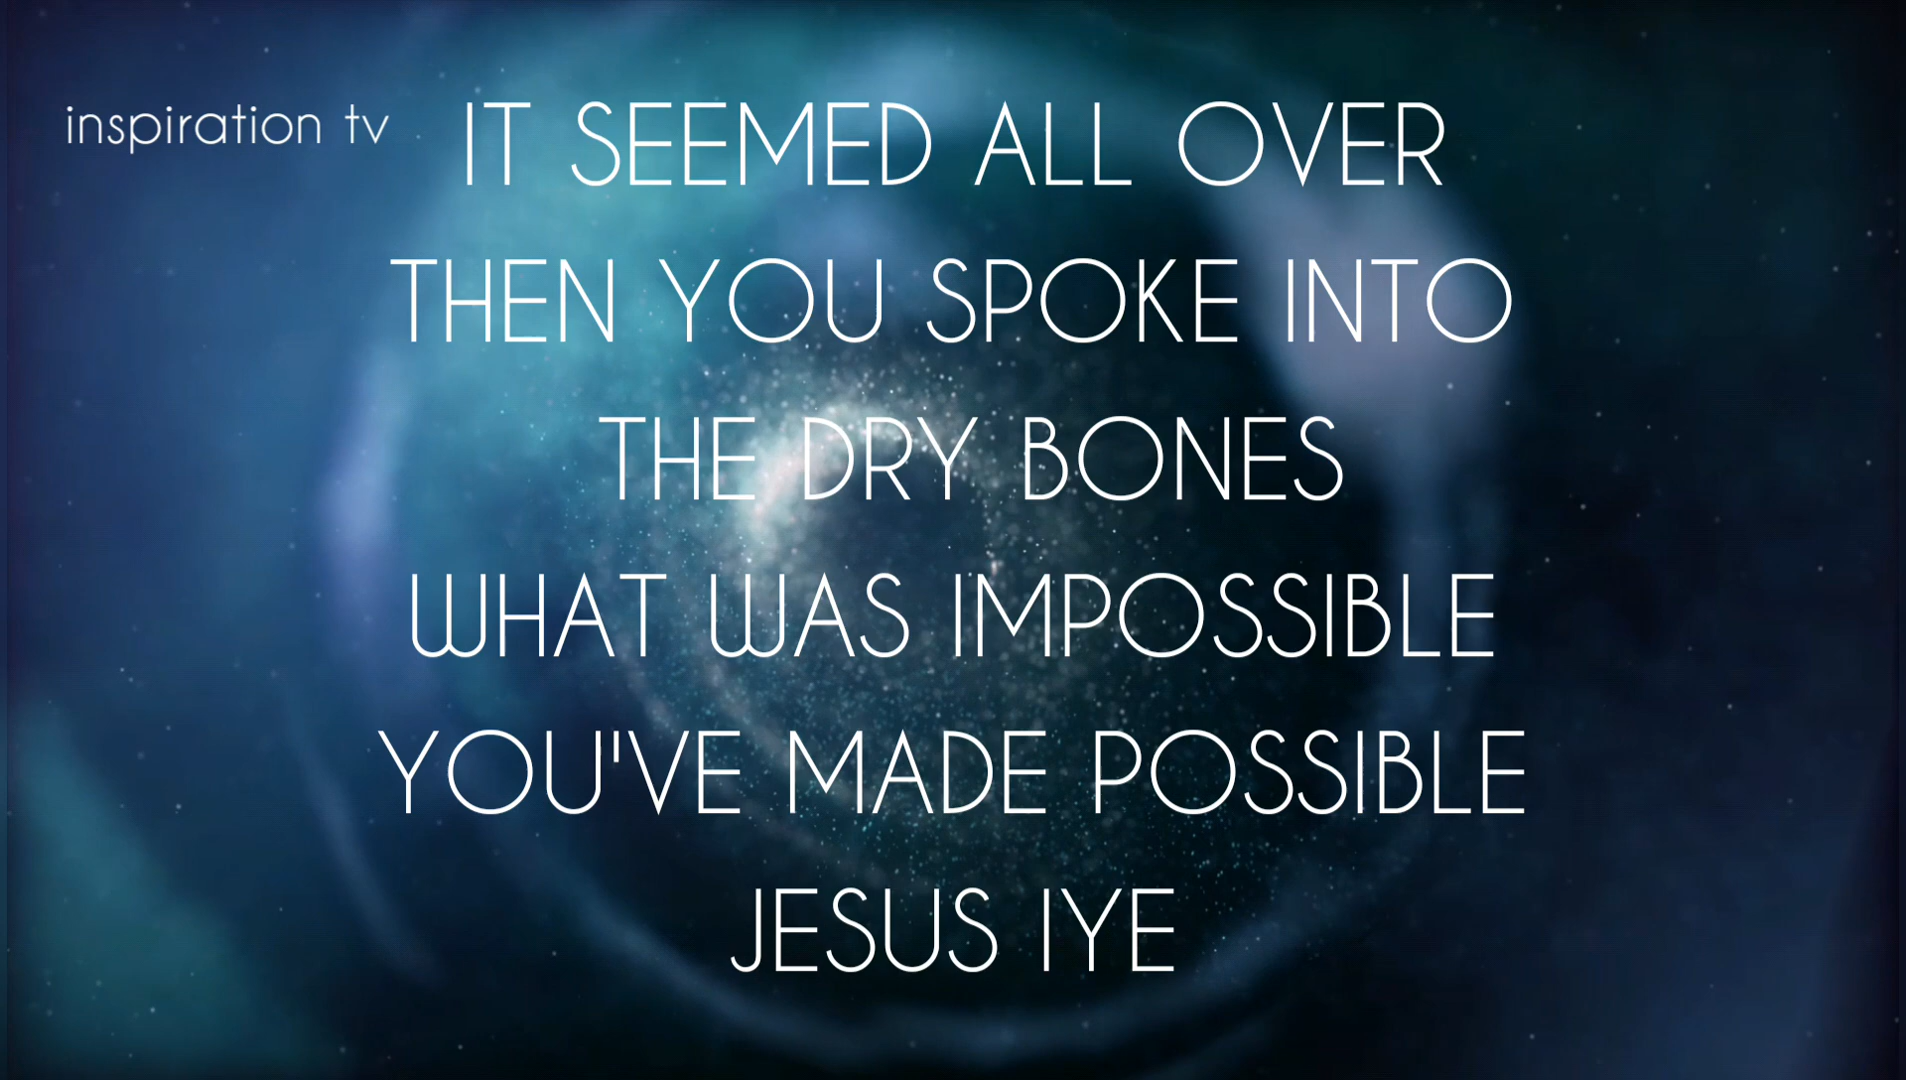 inspiration tv
IT SEEMED ALL OVER
THEN YOU SPOKE INTO
THE DRY BONES
WHAT WAS IMPOSSIBLE
YOU'VE MADE POSSIBLE
JESUS IYE